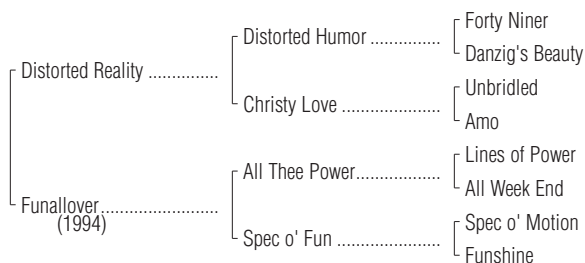 Forty Niner
Distorted Humor ...............
Danzig's Beauty
Distorted Reality ...............
Unbridled
Christy Love .....................
Amo
Lines of Power
All Thee Power..................
All Week End
Funallover.........................
(1994)
Spec o' Motion
Spec o' Fun ......................
Funshine